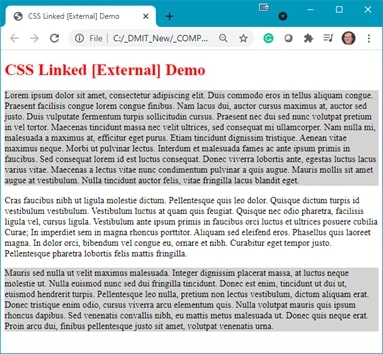 CSS Linked [External] Demo
File
C:/_DMIT_New/_COMP...
CSS Linked [External] Demo
Lorem ipsum dolor sit amet, consectetur adipiscing elit. Duis commodo eros in tellus aliquam congue.
Praesent facilisis congue lorem congue finibus. Nam lacus dui, auctor cursus maximus at, auctor sed
justo. Duis vulputate fermentum turpis sollicitudin cursus. Praesent nec dui sed nunc volutpat pretium
in vel tortor. Maecenas tincidunt massa nec velit ultrices, sed consequat mi ullamcorper. Nam nulla mi,
malesuada a maximus at, efficitur eget purus. Etiam tincidunt dignissim tristique. Aenean vitae
maximus neque. Morbi ut pulvinar lectus. Interdum et malesuada fames ac ante ipsum primis in
faucibus. Sed consequat lorem id est luctus consequat. Donec viverra lobortis ante, egestas luctus lacus
varius vitae. Maecenas a lectus vitae nunc condimentum pulvinar a quis augue. Mauris mollis sit amet
augue at vestibulum. Nulla tincidunt auctor felis, vitae fringilla lacus blandit eget.
Cras faucibus nibh ut ligula molestie dictum. Pellentesque quis leo dolor. Quisque dictum turpis id
vestibulum vestibulum. Vestibulum luctus at quam quis feugiat. Quisque nec odio pharetra, facilisis
ligula vel, cursus ligula. Vestibulum ante ipsum primis in faucibus orci luctus et ultrices posuere cubilia
Curae; In imperdiet sem in magna rhoncus porttitor. Aliquam sed eleifend eros. Phasellus quis laoreet
magna. In dolor orci, bibendum vel congue eu, ornare et nibh. Curabitur eget tempor justo.
Pellentesque pharetra lobortis felis mattis fringilla.
Mauris sed nulla ut velit maximus malesuada. Integer dignissim placerat massa, at luctus neque
molestie ut. Nulla euismod nunc sed dui fringilla tincidunt. Donec est enim, tincidunt ut dui ut,
euismod hendrerit turpis. Pellentesque leo nulla, pretium non lectus vestibulum, dictum aliquam erat.
Donec tristique enim odio, cursus viverra arcu elementum quis. Nulla volutpat mauris quis ipsum
rhoncus dapibus. Sed venenatis convallis nibh, eu mattis metus malesuada ut. Donec quis neque erat.
Proin arcu dui, finibus pellentesque justo sit amet, volutpat venenatis urna.